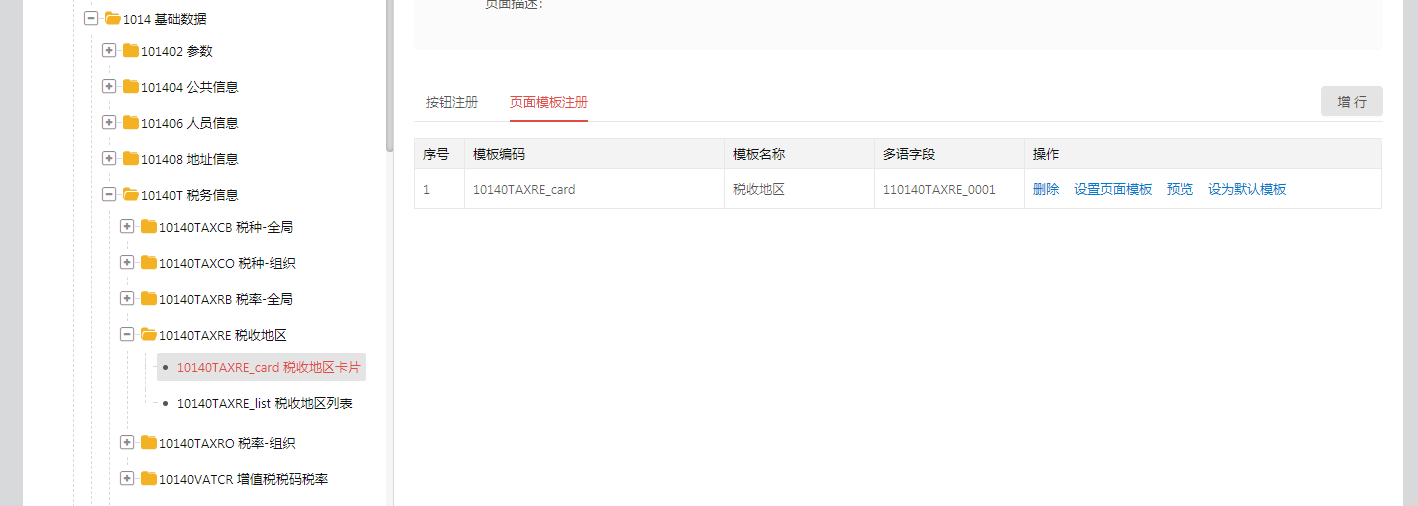 1014 基础数据
101402 参数
101404 公共信息
101406 人员信息
101408 地址信息
10140T 税务信息
10140TAXCB 税种-全局
10140TAXCO 税种-组织
10140TAXRB 税率-全局
10140TAXRE 税收地区
10140TAXRE_card 税收地区卡片
10140TAXRE_list 税收地区列表
10140TAXRO 税率-组织
10140VATCR 增值税税码税率
页面描述:
按钮注册 页面模板注册 增 行
序号 模板编码 模板名称 多语字段 操作
1 10140TAXRE_card 税收地区 110140TAXRE_0001 删除 设置页面模板 预览 设为默认模板